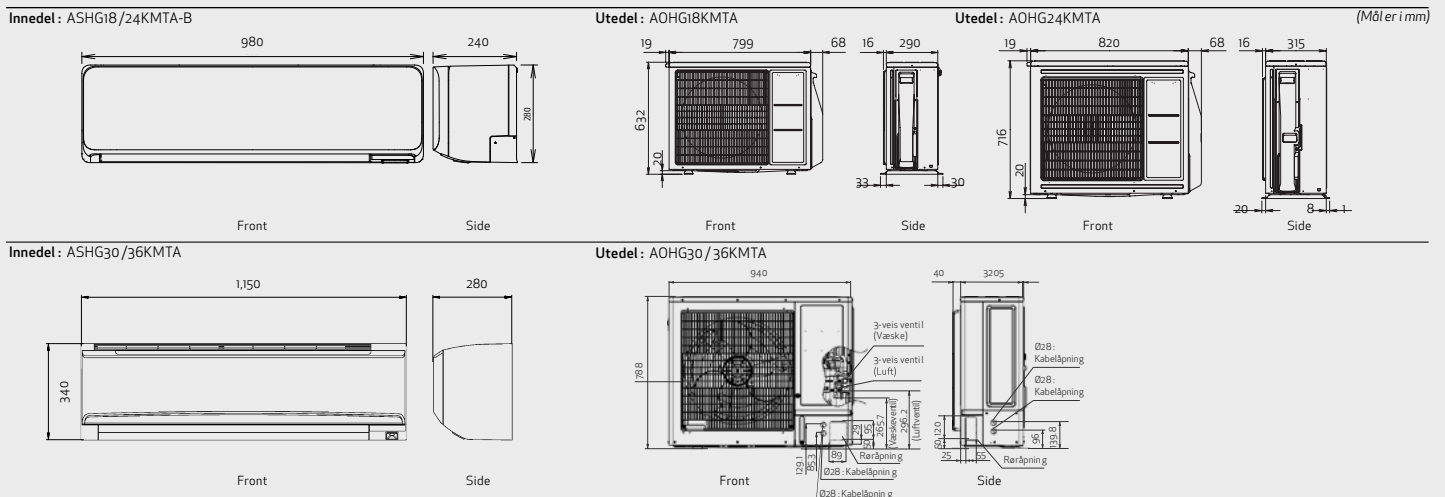 Innedel : ASHG18/24KMTA-B
Utedel : AOHG18KMTA
Utedel : AOHG24KMTA
(Mål er i mm)
980
240
280
Front
Side
19
799
68
632
20
Front
16
290
33
30
Side
19
820
68
716
20
Front
16
315
20
8
1
Side
Innedel : ASHG30/36KMTA
Utedel : AOHG30/36KMTA
1,150
280
340
Front
Side
940
788
3-veis ventil
(Væske)
3-veis ventil
(Luft)
265.7
(Væskeventil)
296.2
(Luftventil)
50
29
95
89
129.1
85.3
Røråpning
Ø28 : Kabelåpning
Ø28 : Kabelåpning
Front
40
3205
Ø28 :
Kabelåpning
Ø28 :
Kabelåpning
50
120
25
55
96
139.8
Røråpning
Side